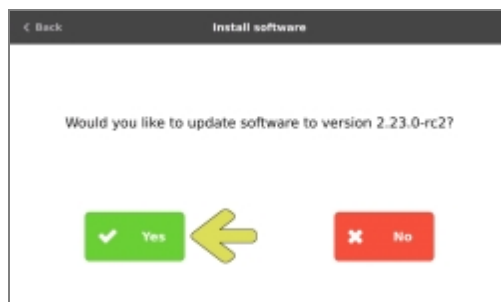 < Back
Install software
Would you like to update software to version 2.23.0-rc2?
Yes
No